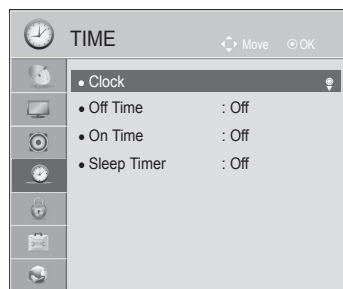 TIME Move OK
• Clock
• Off Time : Off
• On Time : Off
• Sleep Timer : Off